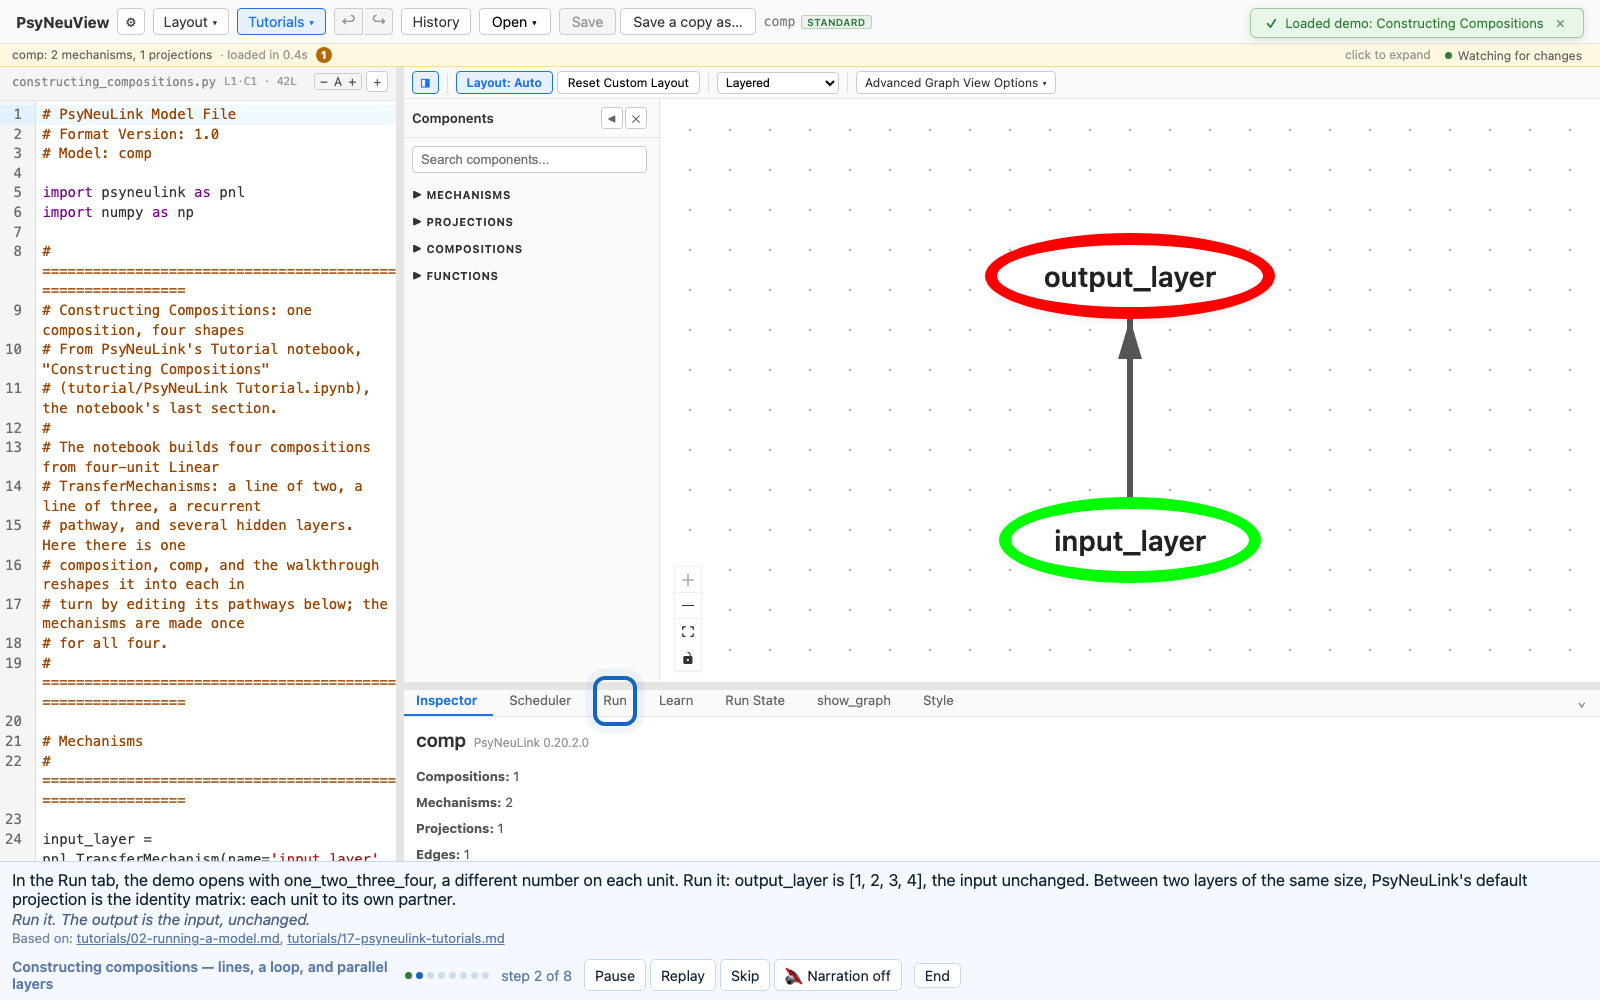 PsyNeuView ⚙ Layout ▾ Tutorials ▾ ↩ ↪ History Open ▾ Save Save a copy as... comp STANDARD
✓ Loaded demo: Constructing Compositions ×
comp: 2 mechanisms, 1 projections · loaded in 0.4s 1
click to expand ● Watching for changes
constructing_compositions.py L1:C1 · 42L − A + +
1 # PsyNeuLink Model File
2 # Format Version: 1.0
3 # Model: comp
4
5 import psyneulink as pnl
6 import numpy as np
7
8 #
==========================================
=================
9 # Constructing Compositions: one
composition, four shapes
10 # From PsyNeuLink's Tutorial notebook,
"Constructing Compositions"
11 # (tutorial/PsyNeuLink Tutorial.ipynb),
the notebook's last section.
12 #
13 # The notebook builds four compositions
from four-unit Linear
14 # TransferMechanisms: a line of two, a
line of three, a recurrent
15 # pathway, and several hidden layers.
Here there is one
16 # composition, comp, and the walkthrough
reshapes it into each in
17 # turn by editing its pathways below; the
mechanisms are made once
18 # for all four.
19 #
==========================================
=================
20
21 # Mechanisms
22 #
==========================================
=================
23
24 input_layer =
pnl.TransferMechanism(name='input_layer'
Layout: Auto Reset Custom Layout Layered Advanced Graph View Options ▾
Components ◀ ×
Search components...
▶ MECHANISMS
▶ PROJECTIONS
▶ COMPOSITIONS
▶ FUNCTIONS
output_layer
input_layer
Inspector Scheduler Run Learn Run State show_graph Style
comp PsyNeuLink 0.20.2.0
Compositions: 1
Mechanisms: 2
Projections: 1
Edges: 1
In the Run tab, the demo opens with one_two_three_four, a different number on each unit. Run it: output_layer is [1, 2, 3, 4], the input unchanged. Between two layers of the same size, PsyNeuLink's default
projection is the identity matrix: each unit to its own partner.
Run it. The output is the input, unchanged.
Based on: tutorials/02-running-a-model.md, tutorials/17-psyneulink-tutorials.md
Constructing compositions — lines, a loop, and parallel
layers
step 2 of 8 Pause Replay Skip Narration off End